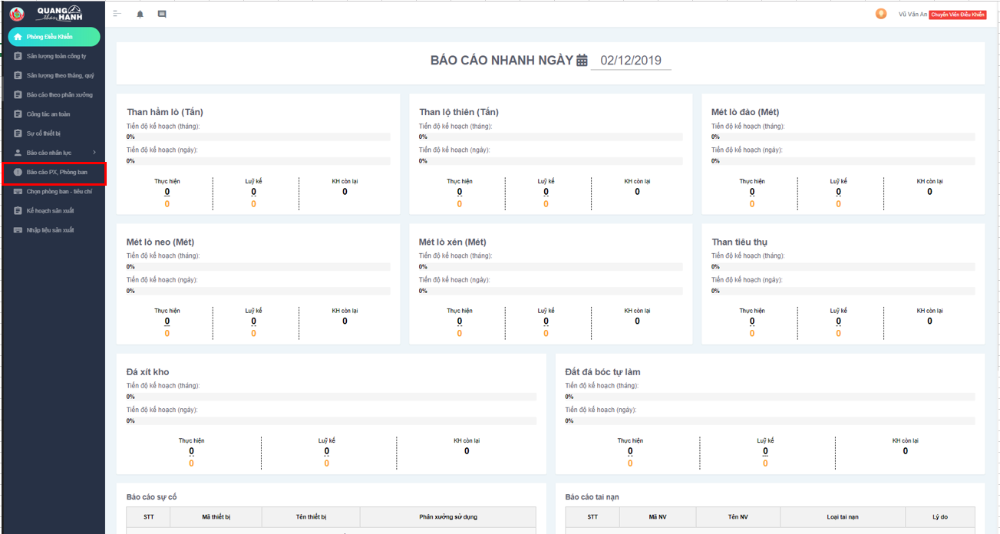 QUANG
than HANH
Vũ Văn An Chuyên Viên Điều Khiển
Phòng Điều Khiển
Sản lượng toàn công ty
Sản lượng theo tháng, quý
Báo cáo theo phân xưởng
Công tác an toàn
Sự cố thiết bị
Báo cáo nhân lực
Báo cáo PX, Phòng ban
Chọn phòng ban - tiêu chí
Kế hoạch sản xuất
Nhập liệu sản xuất
BÁO CÁO NHANH NGÀY 02/12/2019
Than hầm lò (Tấn)
Tiến độ kế hoạch (tháng):
0%
Tiến độ kế hoạch (ngày):
0%
Thực hiện Luỹ kế KH còn lại
0 0 0
0 0
Than lộ thiên (Tấn)
Tiến độ kế hoạch (tháng):
0%
Tiến độ kế hoạch (ngày):
0%
Thực hiện Luỹ kế KH còn lại
0 0 0
0 0
Mét lò đào (Mét)
Tiến độ kế hoạch (tháng):
0%
Tiến độ kế hoạch (ngày):
0%
Thực hiện Luỹ kế KH còn lại
0 0 0
0 0
Mét lò neo (Mét)
Tiến độ kế hoạch (tháng):
0%
Tiến độ kế hoạch (ngày):
0%
Thực hiện Luỹ kế KH còn lại
0 0 0
0 0
Mét lò xén (Mét)
Tiến độ kế hoạch (tháng):
0%
Tiến độ kế hoạch (ngày):
0%
Thực hiện Luỹ kế KH còn lại
0 0 0
0 0
Than tiêu thụ
Tiến độ kế hoạch (tháng):
0%
Tiến độ kế hoạch (ngày):
0%
Thực hiện Luỹ kế KH còn lại
0 0 0
0 0
Đá xít kho
Tiến độ kế hoạch (tháng):
0%
Tiến độ kế hoạch (ngày):
0%
Thực hiện Luỹ kế KH còn lại
0 0 0
0 0
Đất đá bóc tự làm
Tiến độ kế hoạch (tháng):
0%
Tiến độ kế hoạch (ngày):
0%
Thực hiện Luỹ kế KH còn lại
0 0 0
0 0
Báo cáo sự cố
STT Mã thiết bị Tên thiết bị Phân xưởng sử dụng
Báo cáo tai nạn
STT Mã NV Tên NV Loại tai nạn Lý do